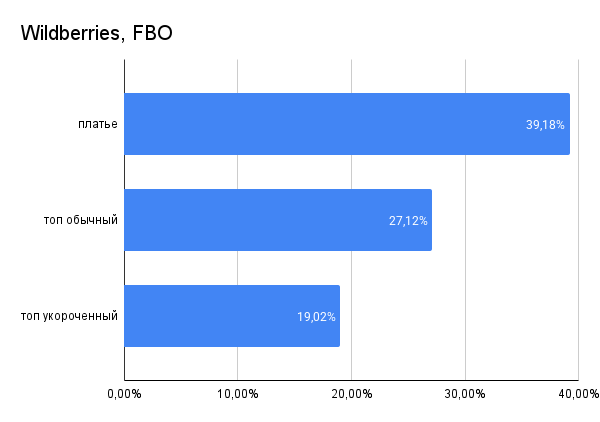 Wildberries, FBO
платье
39,18%
топ обычный
27,12%
топ укороченный
19,02%
0,00%
10,00%
20,00%
30,00%
40,00%